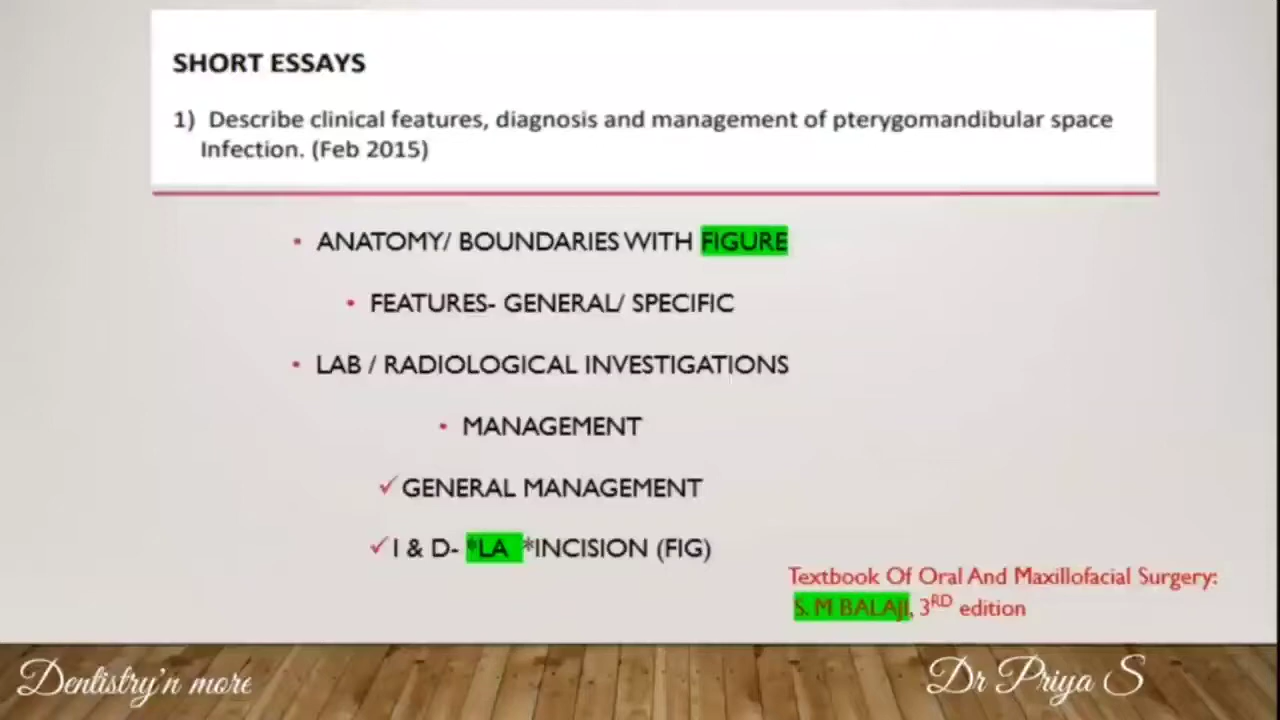 SHORT ESSAYS
1) Describe clinical features, diagnosis and management of pterygomandibular space
Infection. (Feb 2015)
• ANATOMY/ BOUNDARIES WITH FIGURE
• FEATURES- GENERAL/ SPECIFIC
• LAB / RADIOLOGICAL INVESTIGATIONS
• MANAGEMENT
✓GENERAL MANAGEMENT
✓I & D- *LA *INCISION (FIG)
Textbook Of Oral And Maxillofacial Surgery:
S. M BALAJI, 3RD edition
Dentistry'n more
Dr Priya S